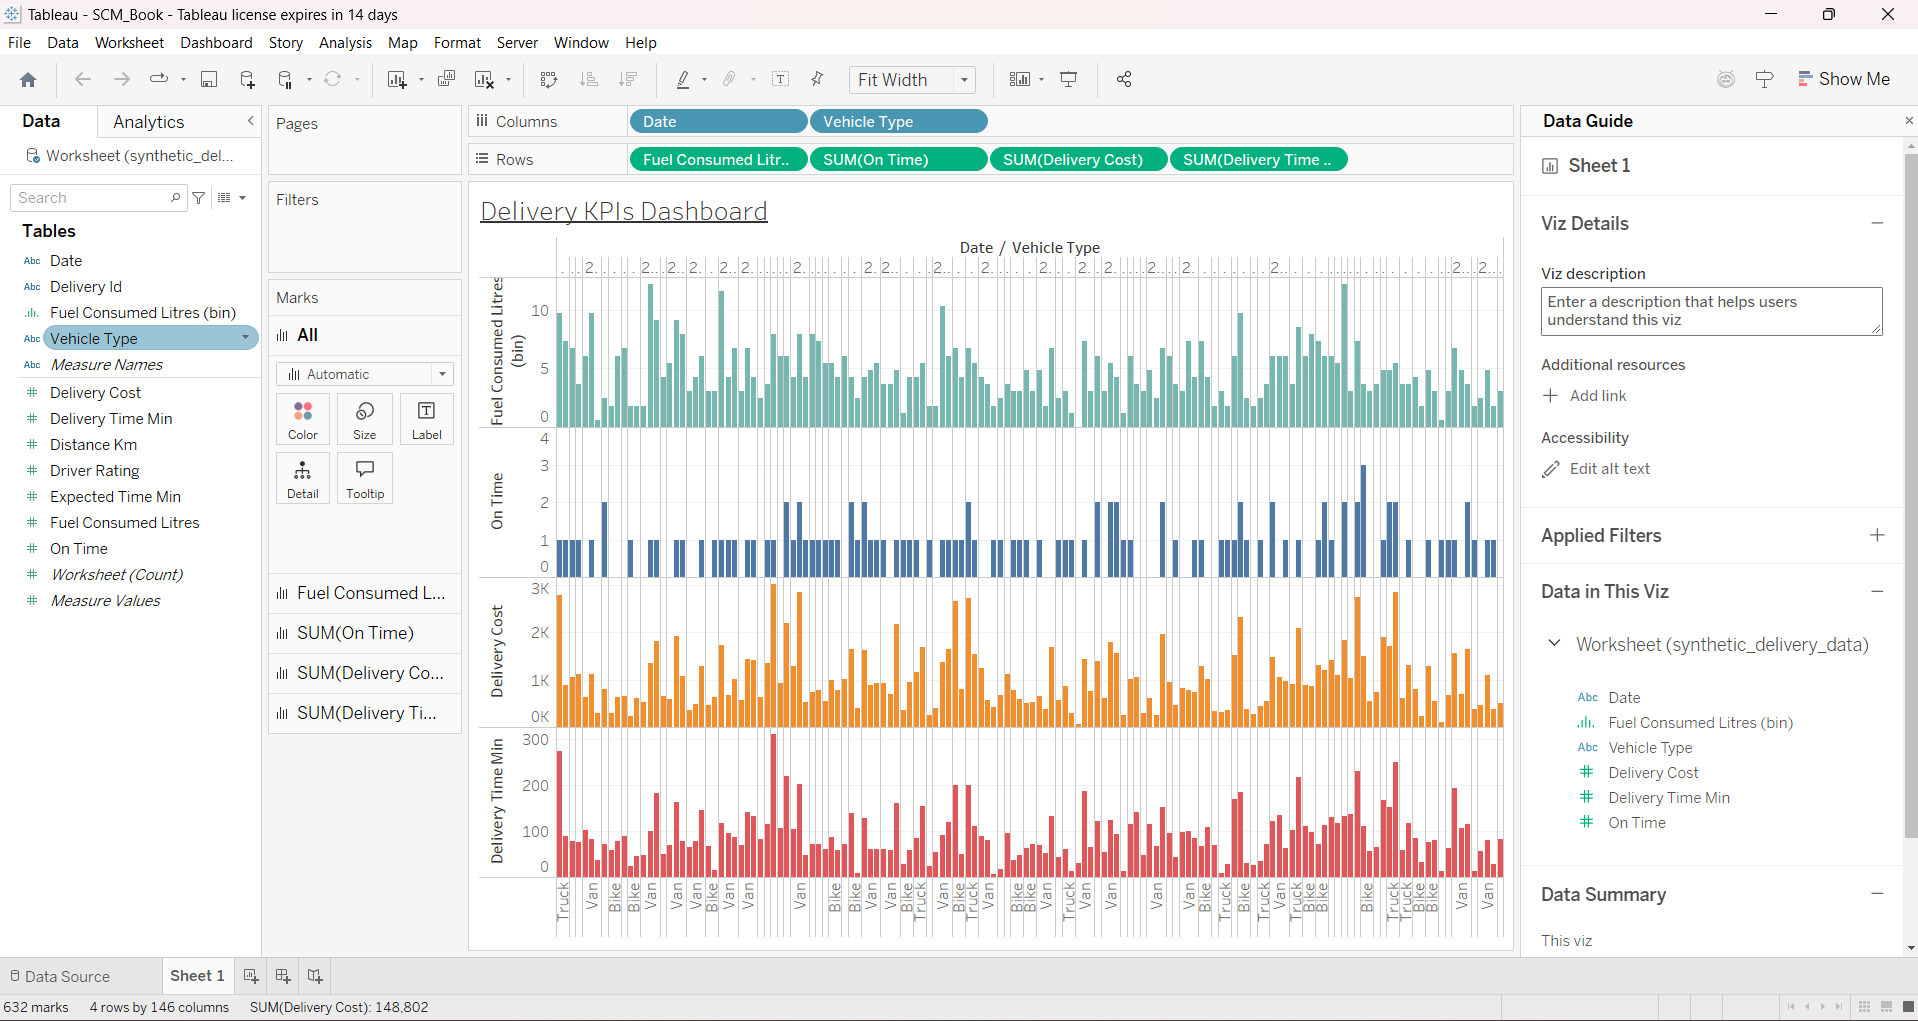 Tableau - SCM_Book - Tableau license expires in 14 days
File Data Worksheet Dashboard Story Analysis Map Format Server Window Help
Fit Width
Show Me
Data Analytics
Worksheet (synthetic_del...
Search
Tables
Abc Date
Abc Delivery Id
Fuel Consumed Litres (bin)
Abc Vehicle Type
Abc Measure Names
# Delivery Cost
# Delivery Time Min
# Distance Km
# Driver Rating
# Expected Time Min
# Fuel Consumed Litres
# On Time
# Worksheet (Count)
# Measure Values
Pages
Filters
Marks
All
Automatic
Color Size Label
Detail Tooltip
Fuel Consumed L...
SUM(On Time)
SUM(Delivery Co...
SUM(Delivery Ti...
Columns Date Vehicle Type
Rows Fuel Consumed Litr.. SUM(On Time) SUM(Delivery Cost) SUM(Delivery Time ..
Delivery KPIs Dashboard
Date / Vehicle Type
Fuel Consumed Litres (bin)
10
5
0
On Time
4
3
2
1
0
Delivery Cost
3K
2K
1K
0K
Delivery Time Min
300
200
100
0
Truck Van Bike Bike Van Van Van Bike Van Van Van Bike Bike Van Van Bike Truck Van Bike Truck Van Bike Bike Van Truck Van Van Van Van Bike Truck Bike Truck Van Truck Bike Bike Bike Truck Truck Bike Bike Van Van
Data Guide
Sheet 1
Viz Details
Viz description
Enter a description that helps users
understand this viz
Additional resources
Add link
Accessibility
Edit alt text
Applied Filters
Data in This Viz
Worksheet (synthetic_delivery_data)
Abc Date
Fuel Consumed Litres (bin)
Abc Vehicle Type
# Delivery Cost
# Delivery Time Min
# On Time
Data Summary
This viz
Data Source Sheet 1
632 marks 4 rows by 146 columns SUM(Delivery Cost): 148,802